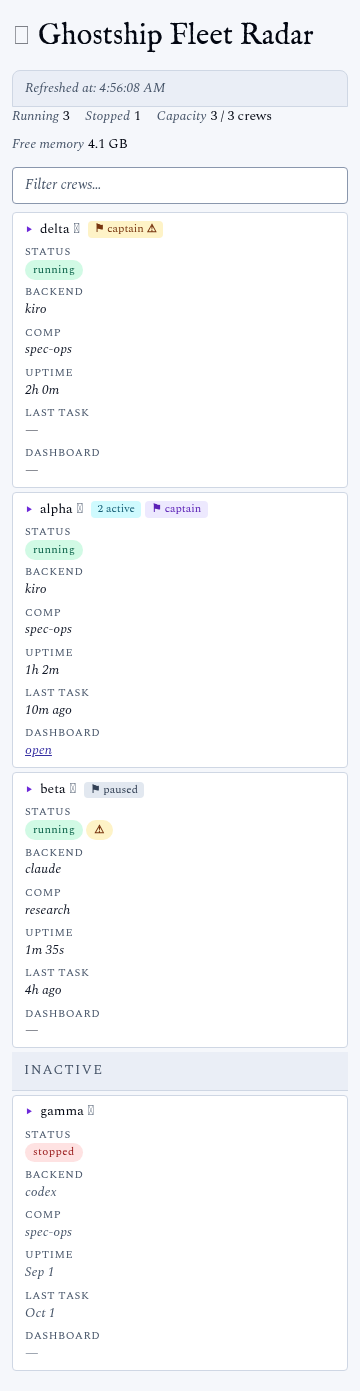 Ghostship Fleet Radar
Refreshed at: 4:56:08 AM
Running 3 Stopped 1 Capacity 3 / 3 crews
Free memory 4.1 GB
Filter crews...
▸ delta ⚑ captain ⚠
STATUS
running
BACKEND
kiro
COMP
spec-ops
UPTIME
2h 0m
LAST TASK
—
DASHBOARD
—
▸ alpha 2 active ⚑ captain
STATUS
running
BACKEND
kiro
COMP
spec-ops
UPTIME
1h 2m
LAST TASK
10m ago
DASHBOARD
open
▸ beta ⚑ paused
STATUS
running ⚠
BACKEND
claude
COMP
research
UPTIME
1m 35s
LAST TASK
4h ago
DASHBOARD
—
INACTIVE
▸ gamma
STATUS
stopped
BACKEND
codex
COMP
spec-ops
UPTIME
Sep 1
LAST TASK
Oct 1
DASHBOARD
—